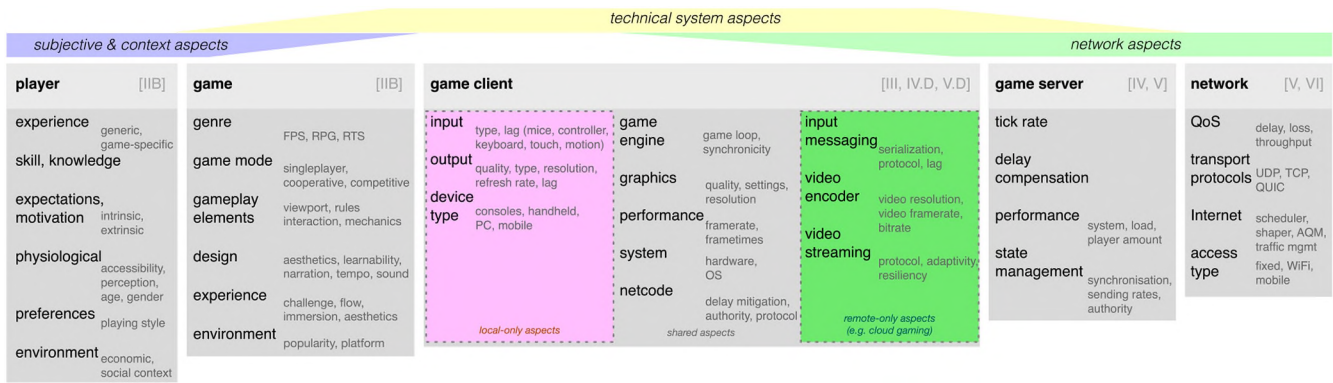 technical system aspects
subjective & context aspects
network aspects
player [IIB]
experience
generic,
game-specific
skill, knowledge
expectations,
motivation
intrinsic,
extrinsic
physiological
accessibility,
perception,
age, gender
preferences
playing style
environment
economic,
social context
game [IIB]
genre
FPS, RPG, RTS
game mode
singleplayer,
cooperative, competitive
gameplay
elements
viewport, rules
interaction, mechanics
design
aesthetics, learnability,
narration, tempo, sound
experience
challenge, flow,
immersion, aesthetics
environment
popularity, platform
game client [III, IV.D, V.D]
input
type, lag (mice, controller,
keyboard, touch, motion)
output
quality, type, resolution,
refresh rate, lag
device
type
consoles, handheld,
PC, mobile
local-only aspects
game
engine
game loop,
synchronicity
graphics
quality, settings,
resolution
performance
framerate,
frametimes
system
hardware,
OS
netcode
delay mitigation,
authority, protocol
shared aspects
input
messaging
serialization,
protocol, lag
video
encoder
video resolution,
video framerate,
bitrate
video
streaming
protocol, adaptivity,
resiliency
remote-only aspects
(e.g. cloud gaming)
game server [IV, V]
tick rate
delay
compensation
performance
system, load,
player amount
state
management
synchronisation,
sending rates,
authority
network [V, VI]
QoS
delay, loss,
throughput
transport
protocols
UDP, TCP,
QUIC
Internet
scheduler,
shaper, AQM,
traffic mgmt
access
type
fixed, WiFi,
mobile